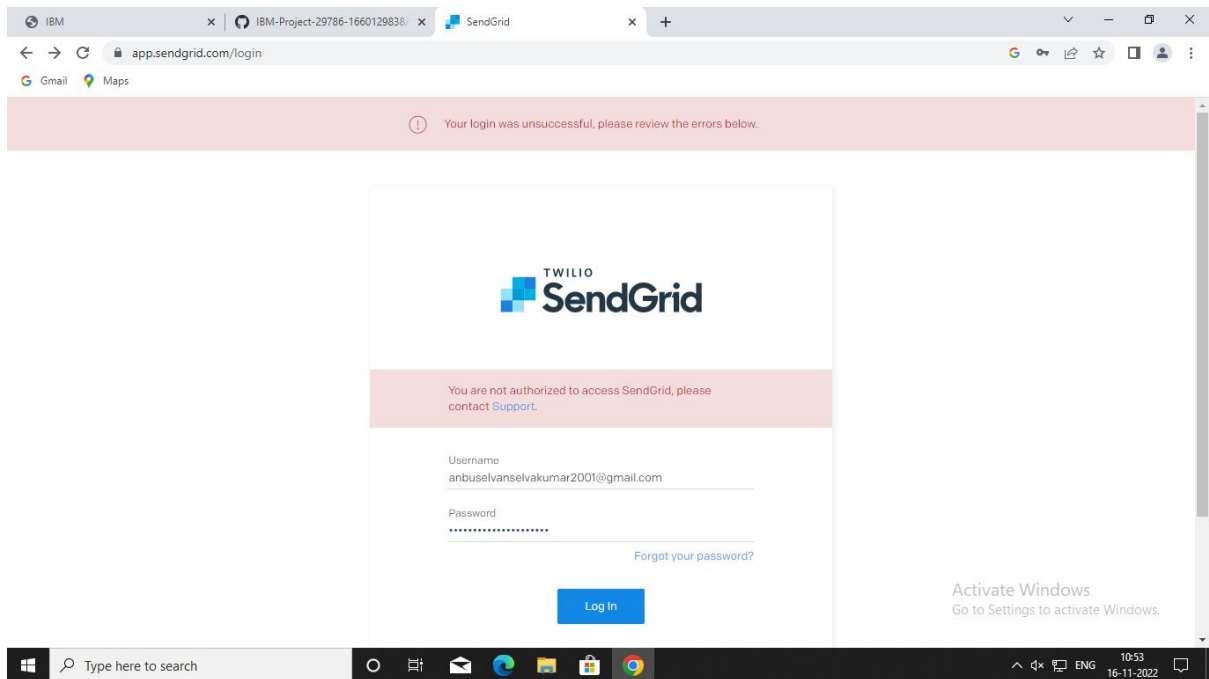 IBM
IBM-Project-29786-1660129838/
SendGrid
app.sendgrid.com/login
Gmail
Maps
Your login was unsuccessful, please review the errors below.
TWILIO
SendGrid
You are not authorized to access SendGrid, please
contact Support.
Username
anbuselvanselvakumar2001@gmail.com
Password
Forgot your password?
Log In
Activate Windows
Go to Settings to activate Windows.
Type here to search
ENG
10:53
16-11-2022